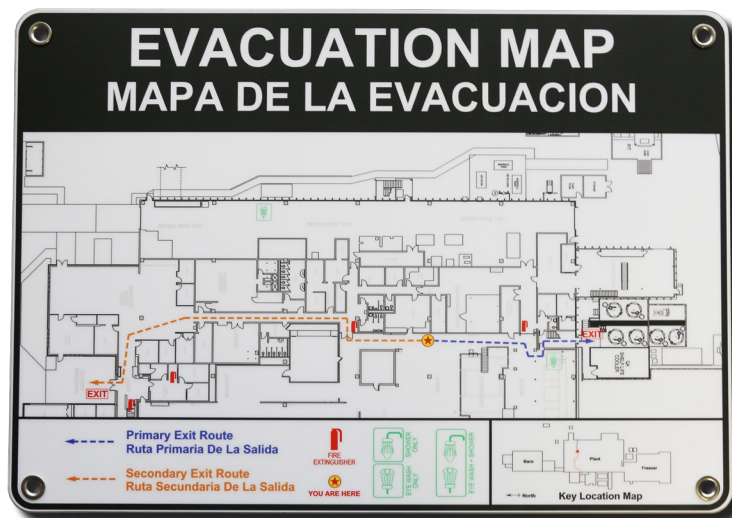 EVACUATION MAP
MAPA DE LA EVACUACION
EXIT
EXIT
Primary Exit Route
Ruta Primaria De La Salida
Secondary Exit Route
Ruta Secundaria De La Salida
FIRE
EXTINGUISHER
YOU ARE HERE
SHOWER
ONLY
EYE WASH
ONLY
EYE WASH + SHOWER
Barn
Plant
Freezer
North
Key Location Map